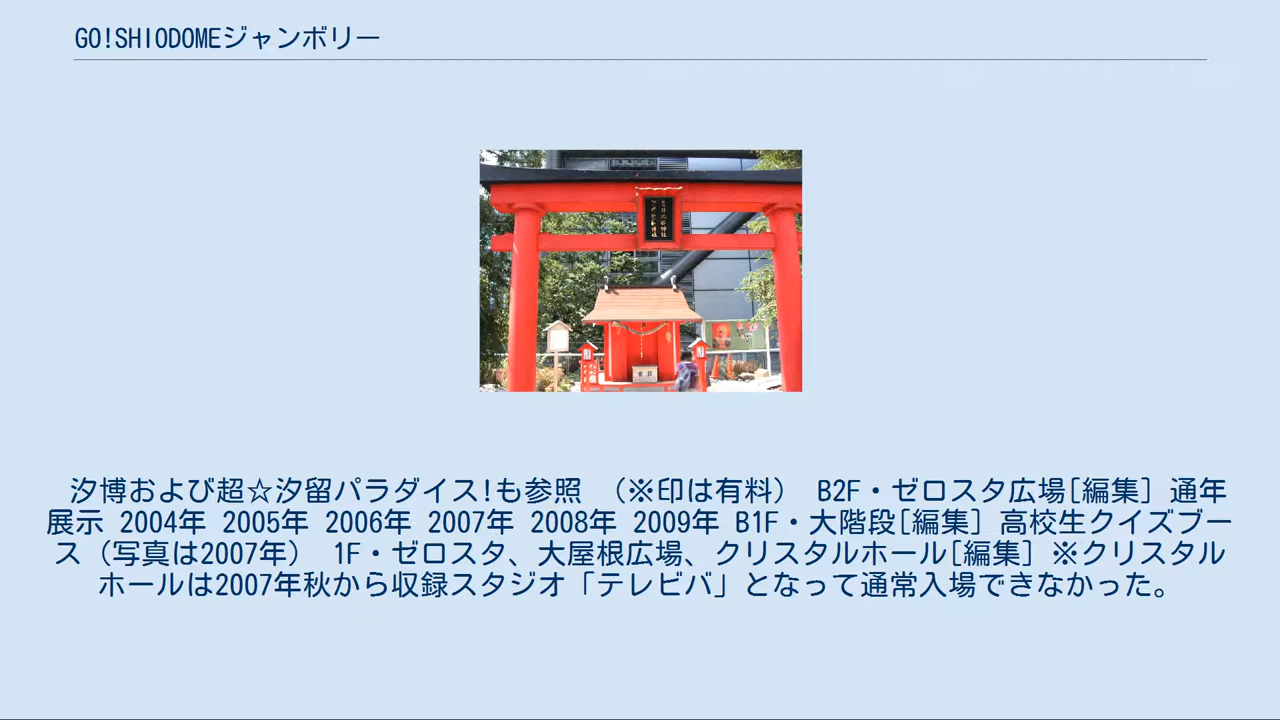 GO!SHIODOMEジャンボリー
汐博および超☆汐留パラダイス!も参照 （※印は有料） B2F・ゼロスタ広場[編集] 通年
展示 2004年 2005年 2006年 2007年 2008年 2009年 B1F・大階段[編集] 高校生クイズブー
ス（写真は2007年） 1F・ゼロスタ、大屋根広場、クリスタルホール[編集] ※クリスタル
ホールは2007年秋から収録スタジオ「テレビバ」となって通常入場できなかった。